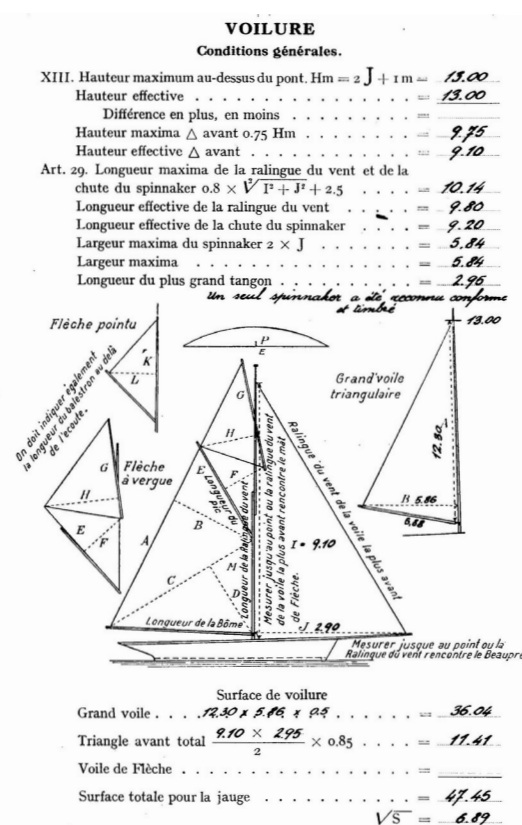 VOILURE
Conditions générales.
XIII. Hauteur maximum au-dessus du pont. Hm = 2 J + 1 m = 13.00
Hauteur effective . . . . . . . . . . . . . = 13.00
Différence en plus, en moins . . . . . . . =
Hauteur maxima △ avant 0.75 Hm . . . . . . . = 9.75
Hauteur effective △ avant . . . . . . . . . = 9.10
Art. 29. Longueur maxima de la ralingue du vent et de la
chute du spinnaker 0.8 × √I² + J² + 2.5 . . . . = 10.14
Longueur effective de la ralingue du vent . . . . = 9.80
Longueur effective de la chute du spinnaker . . . = 9.20
Largeur maxima du spinnaker 2 × J . . . . . = 5.84
Largeur maxima . . . . . . . . . . . . . = 5.84
Longueur du plus grand tangon . . . . . . . . = 2.95
Un seul spinnaker a été reconnu conforme
et timbré
Flèche pointu
K
L
On doit indiquer également
la longueur du balestron au delà
de l'ecoute.
P
E
13.00
Grand'voile
triangulaire
12.30
B 5.86
5,88
Flèche
à vergue
G
H
E
F
G
H
E
F
Longueur du
pic
A
B
C
M
D
Longueur de la Ralingue du vent
Longueur de la Bôme
Mesurer jusqu'au point ou la ralingue du vent
de la voile la plus avant rencontre le mât
de Flèche.
Ralingue du vent de la voile la plus avant
I = 9.10
J 2.90
Mesurer jusque au point ou la
Ralingue du vent rencontre le Beaupre
Surface de voilure
Grand voile . . . . 12.30 x 5.86 x 0.5 . . . . . . = 36.04
Triangle avant total 9.10 × 2.95 / 2 × 0.85 . . . . = 11.41
Voile de Flèche . . . . . . . . . . . . . =
Surface totale pour la jauge . . . . . . . . . = 47.45
√S = 6.89